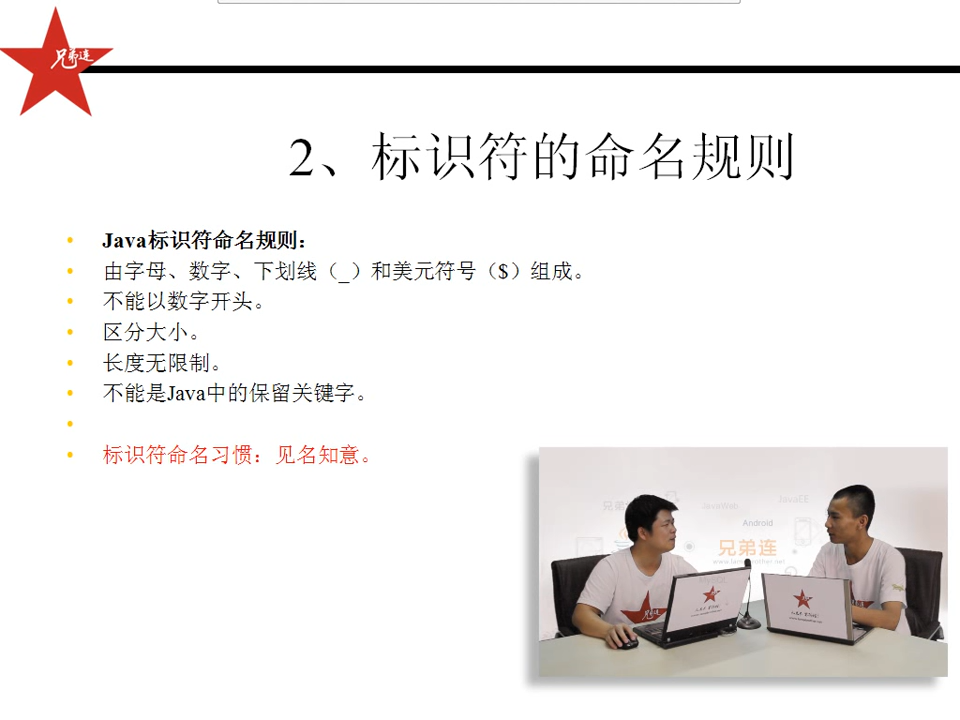 兄弟连
2、标识符的命名规则
Java标识符命名规则：
由字母、数字、下划线（_）和美元符号（$）组成。
不能以数字开头。
区分大小。
长度无限制。
不能是Java中的保留关键字。
标识符命名习惯：见名知意。
JavaWeb
JavaEE
Android
兄弟连
兄弟连